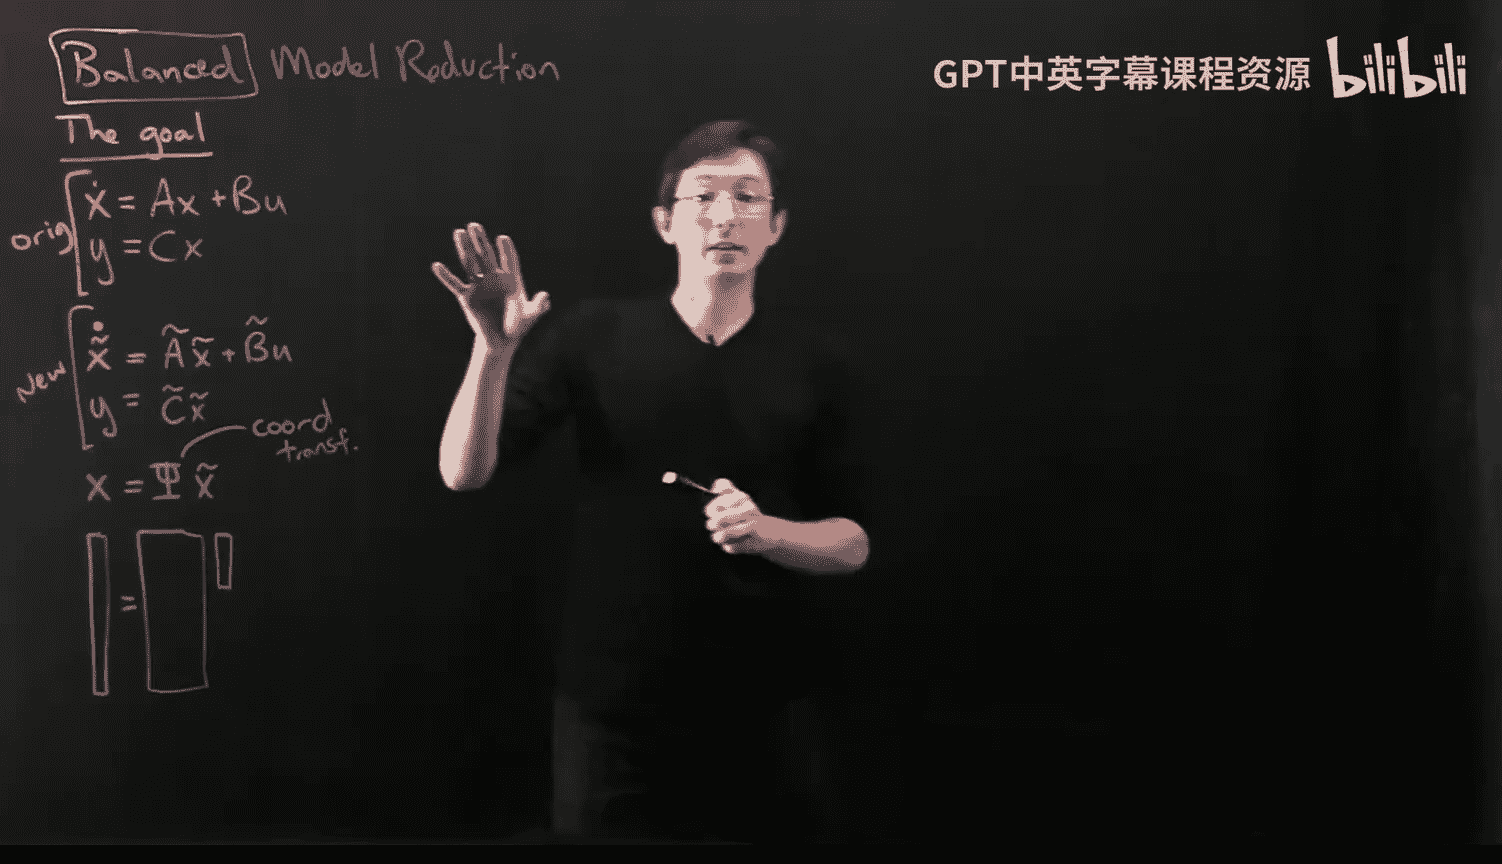 Balanced Model Reduction
The goal
orig
ẋ = Ax + Bu
y = Cx
New
x̃̇ = Ãx̃ + B̃u
y = C̃x̃
coord transf.
x = Ψ x̃
=
GPT中英字幕课程资源 bilibili